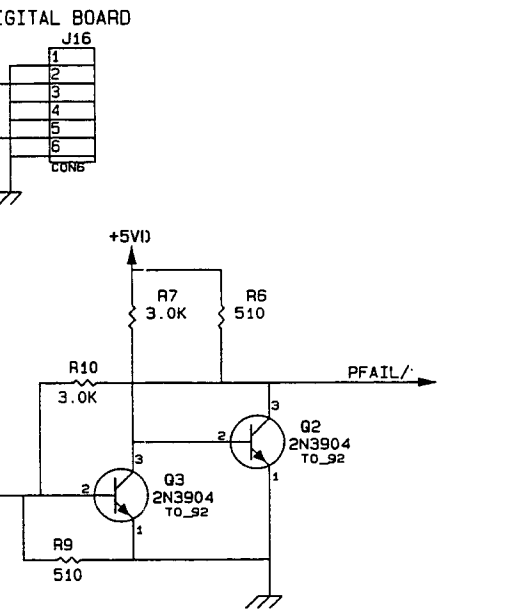 IGITAL BOARD
J16
1
2
3
4
5
6
CON6
+5VD
R7
3.0K
R6
510
R10
3.0K
PFAIL/
3
2
Q2
2N3904
TO_92
1
3
2
Q3
2N3904
TO_92
1
R9
510